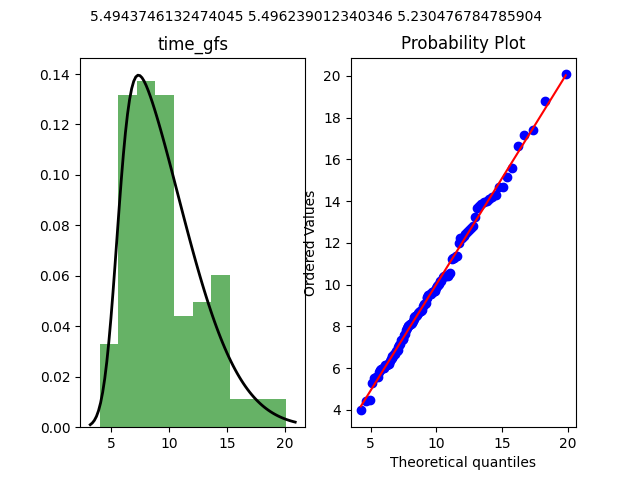 5.4943746132474045 5.496239012340346 5.230476784785904
time_gfs
0.14
0.12
0.10
0.08
0.06
0.04
0.02
0.00
5 10 15 20
Probability Plot
Ordered Values
20
18
16
14
12
10
8
6
4
5 10 15 20
Theoretical quantiles